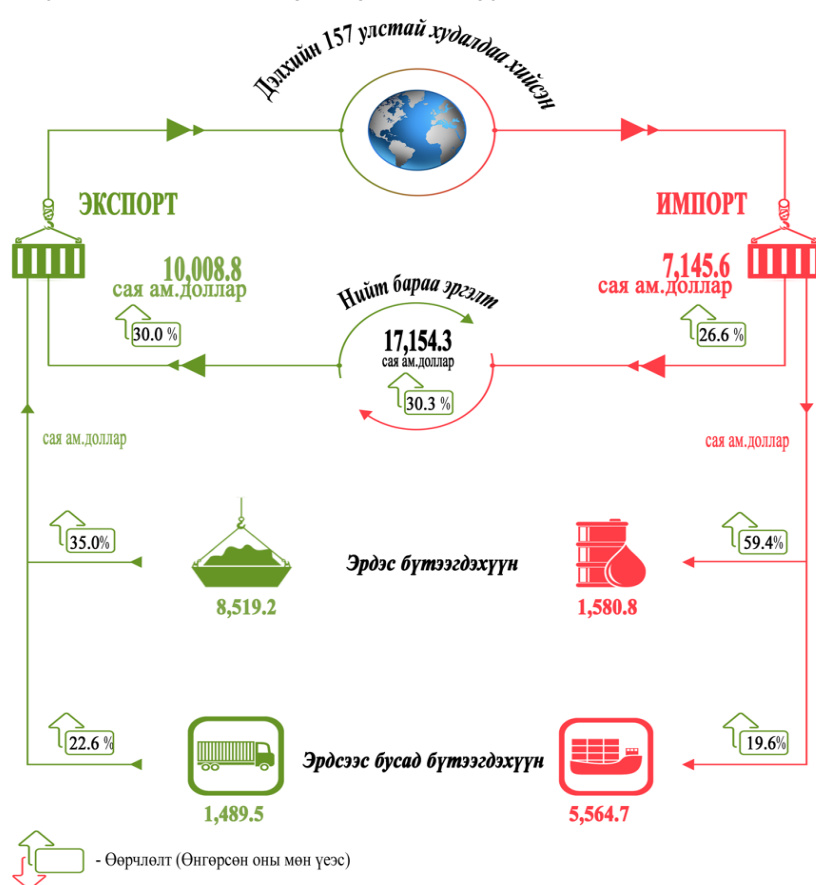 Дэлхийн 157 улстай худалдаа хийсэн
ЭКСПОРТ
ИМПОРТ
10,008.8
сая ам.доллар
30.0 %
7,145.6
сая ам.доллар
26.6 %
Нийт бараа эргэлт
17,154.3
сая ам.доллар
30.3 %
сая ам.доллар
сая ам.доллар
35.0%
Эрдэс бүтээгдэхүүн
59.4%
8,519.2
1,580.8
22.6 %
Эрдсээс бусад бүтээгдэхүүн
19.6%
1,489.5
5,564.7
- Өөрчлөлт (Өнгөрсөн оны мөн үеэс)